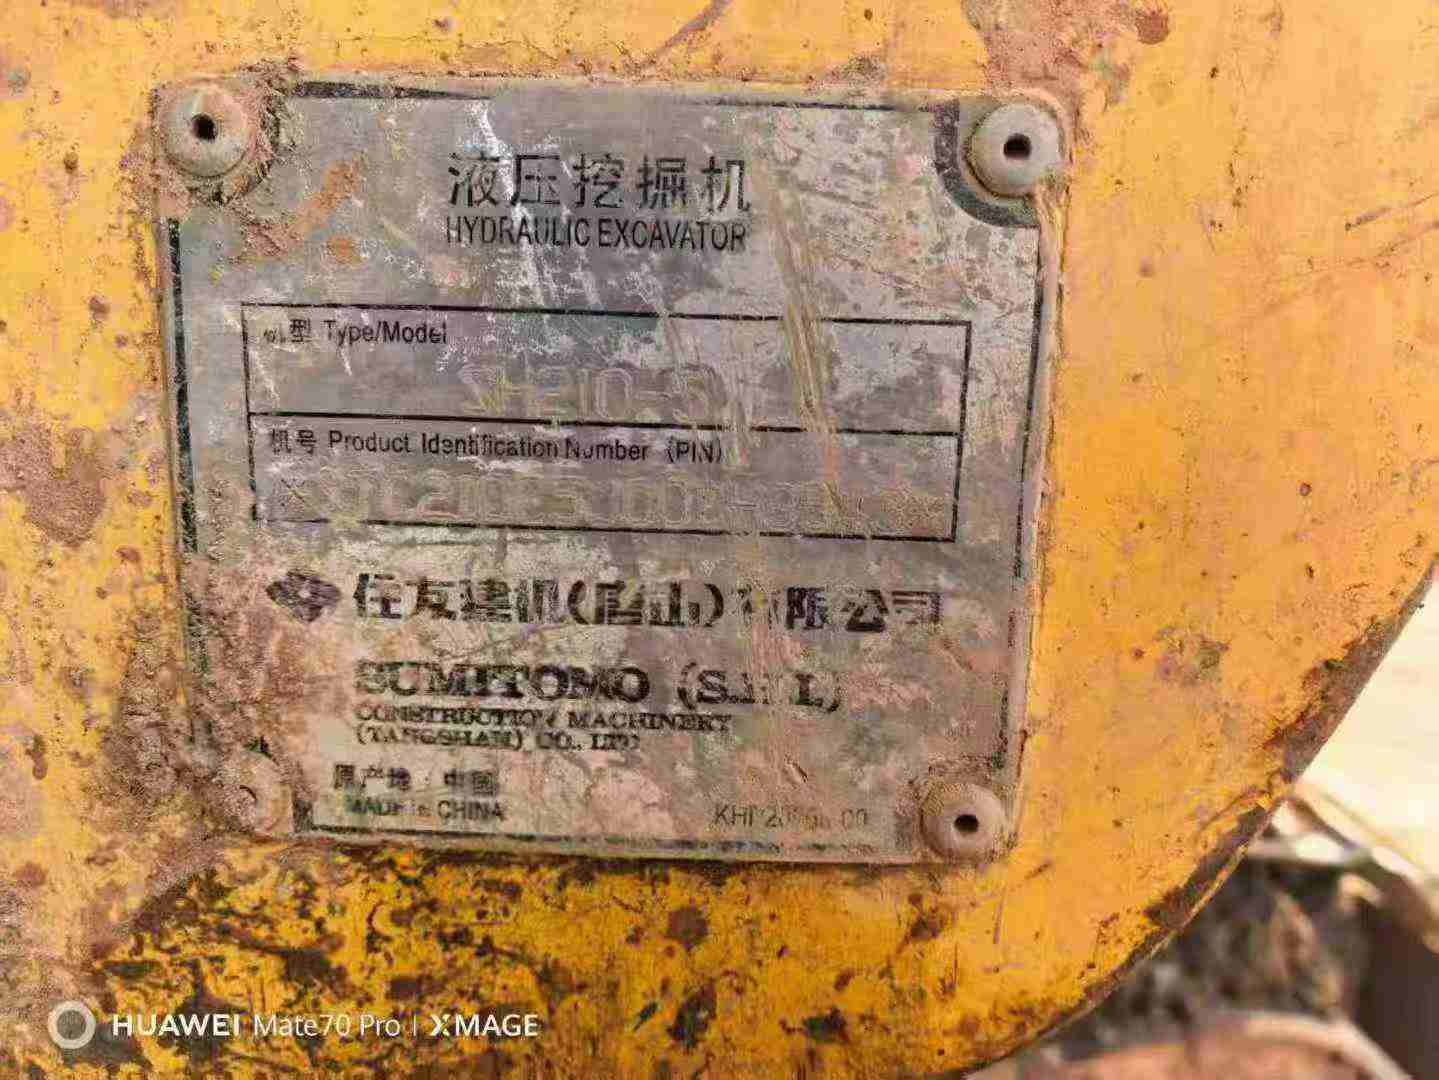 液压挖掘机
HYDRAULIC EXCAVATOR
机型 Type/Model
机号 Product Identification Number (PIN)
住友建机(唐山)有限公司
SUMITOMO (S.H.I.)
CONSTRUCTION MACHINERY
(TANGSHAN) CO., LTD
原产地:中国
MADE in CHINA
HUAWEI Mate70 Pro | XMAGE